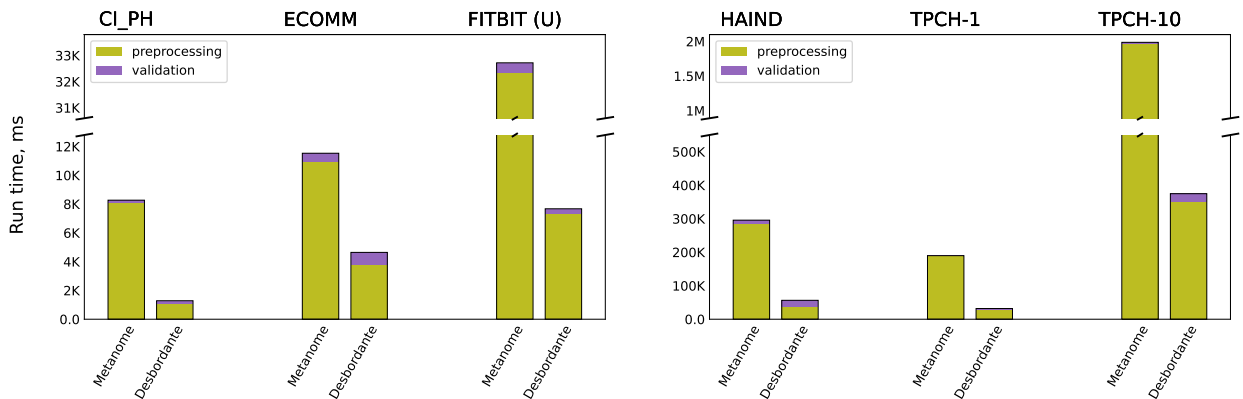 CI_PH ECOMM FITBIT (U)
preprocessing
validation
33K
32K
31K
12K
10K
8K
6K
4K
2K
0.0
Run time, ms
Metanome Desbordante Metanome Desbordante Metanome Desbordante
HAIND TPCH-1 TPCH-10
preprocessing
validation
2M
1.5M
1M
500K
400K
300K
200K
100K
0.0
Metanome Desbordante Metanome Desbordante Metanome Desbordante